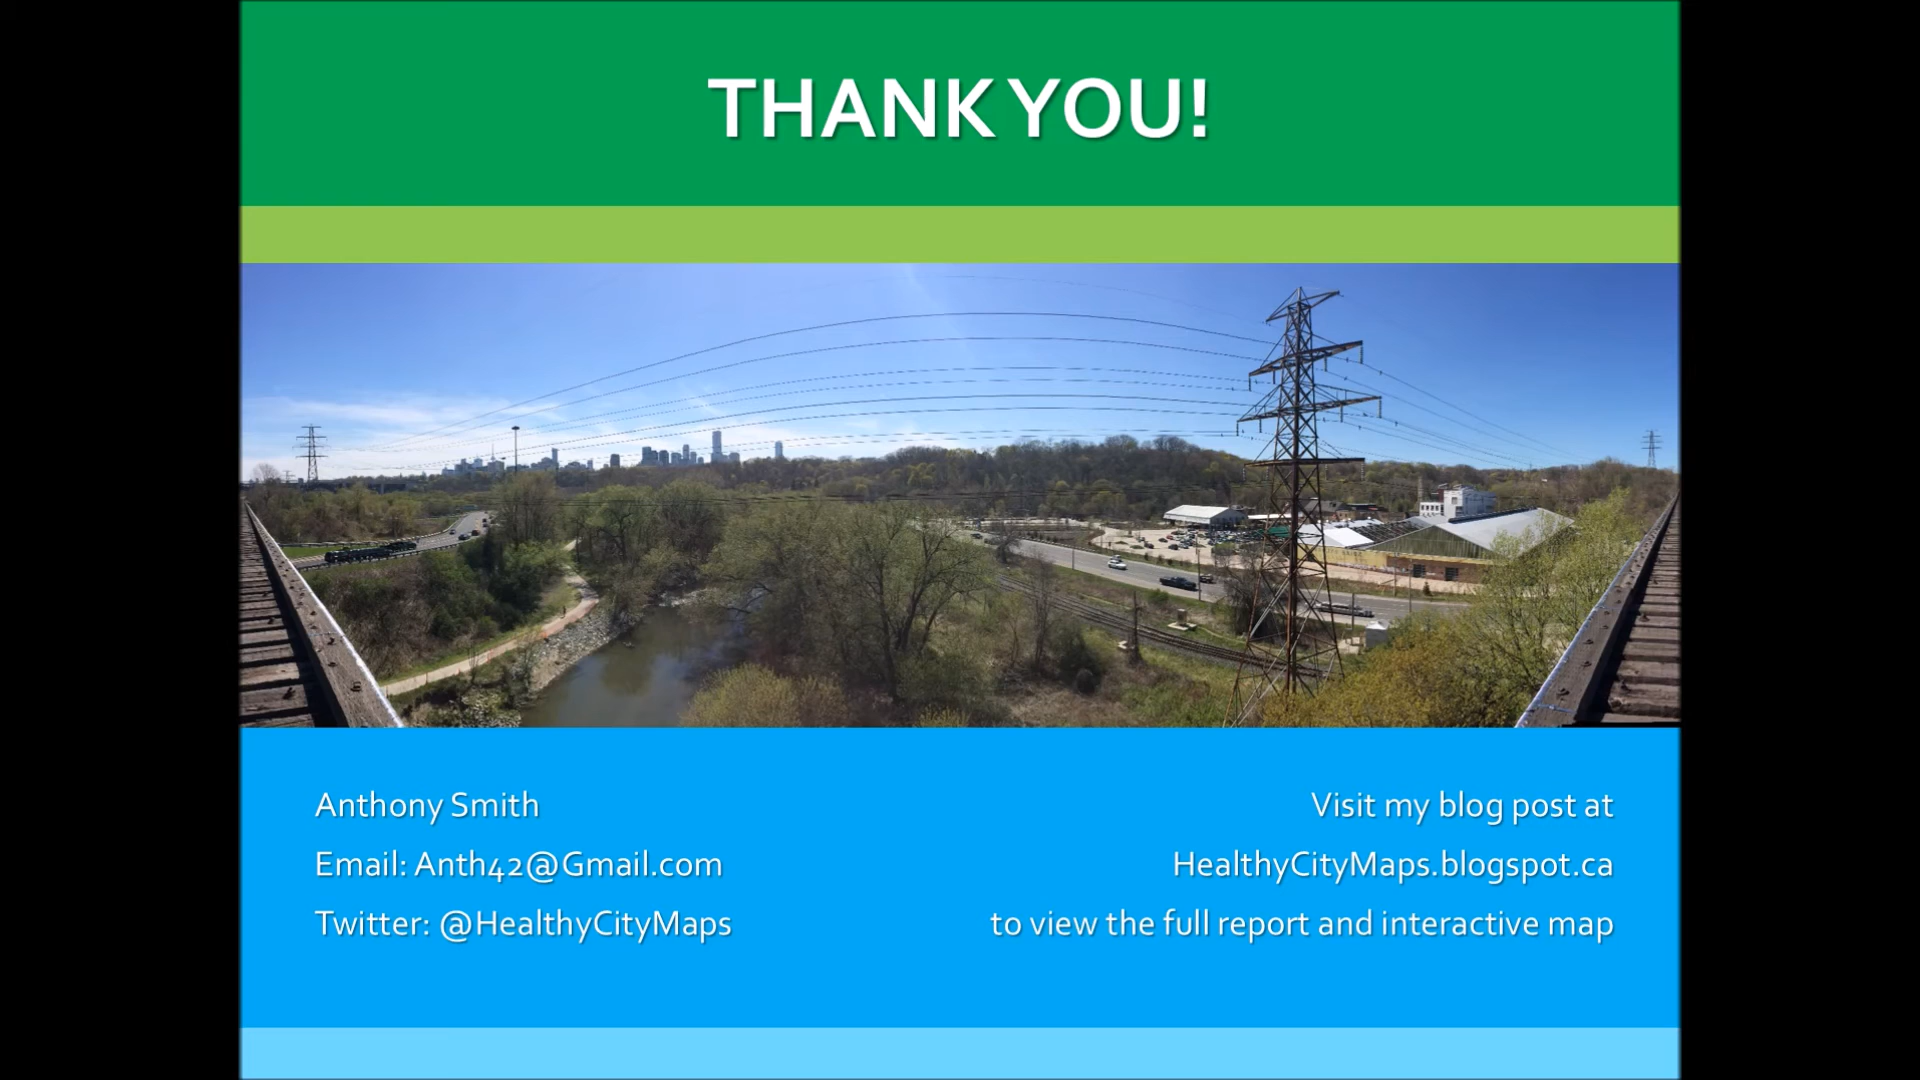 THANK YOU!
Anthony Smith
Email: Anth42@Gmail.com
Twitter: @HealthyCityMaps
Visit my blog post at
HealthyCityMaps.blogspot.ca
to view the full report and interactive map